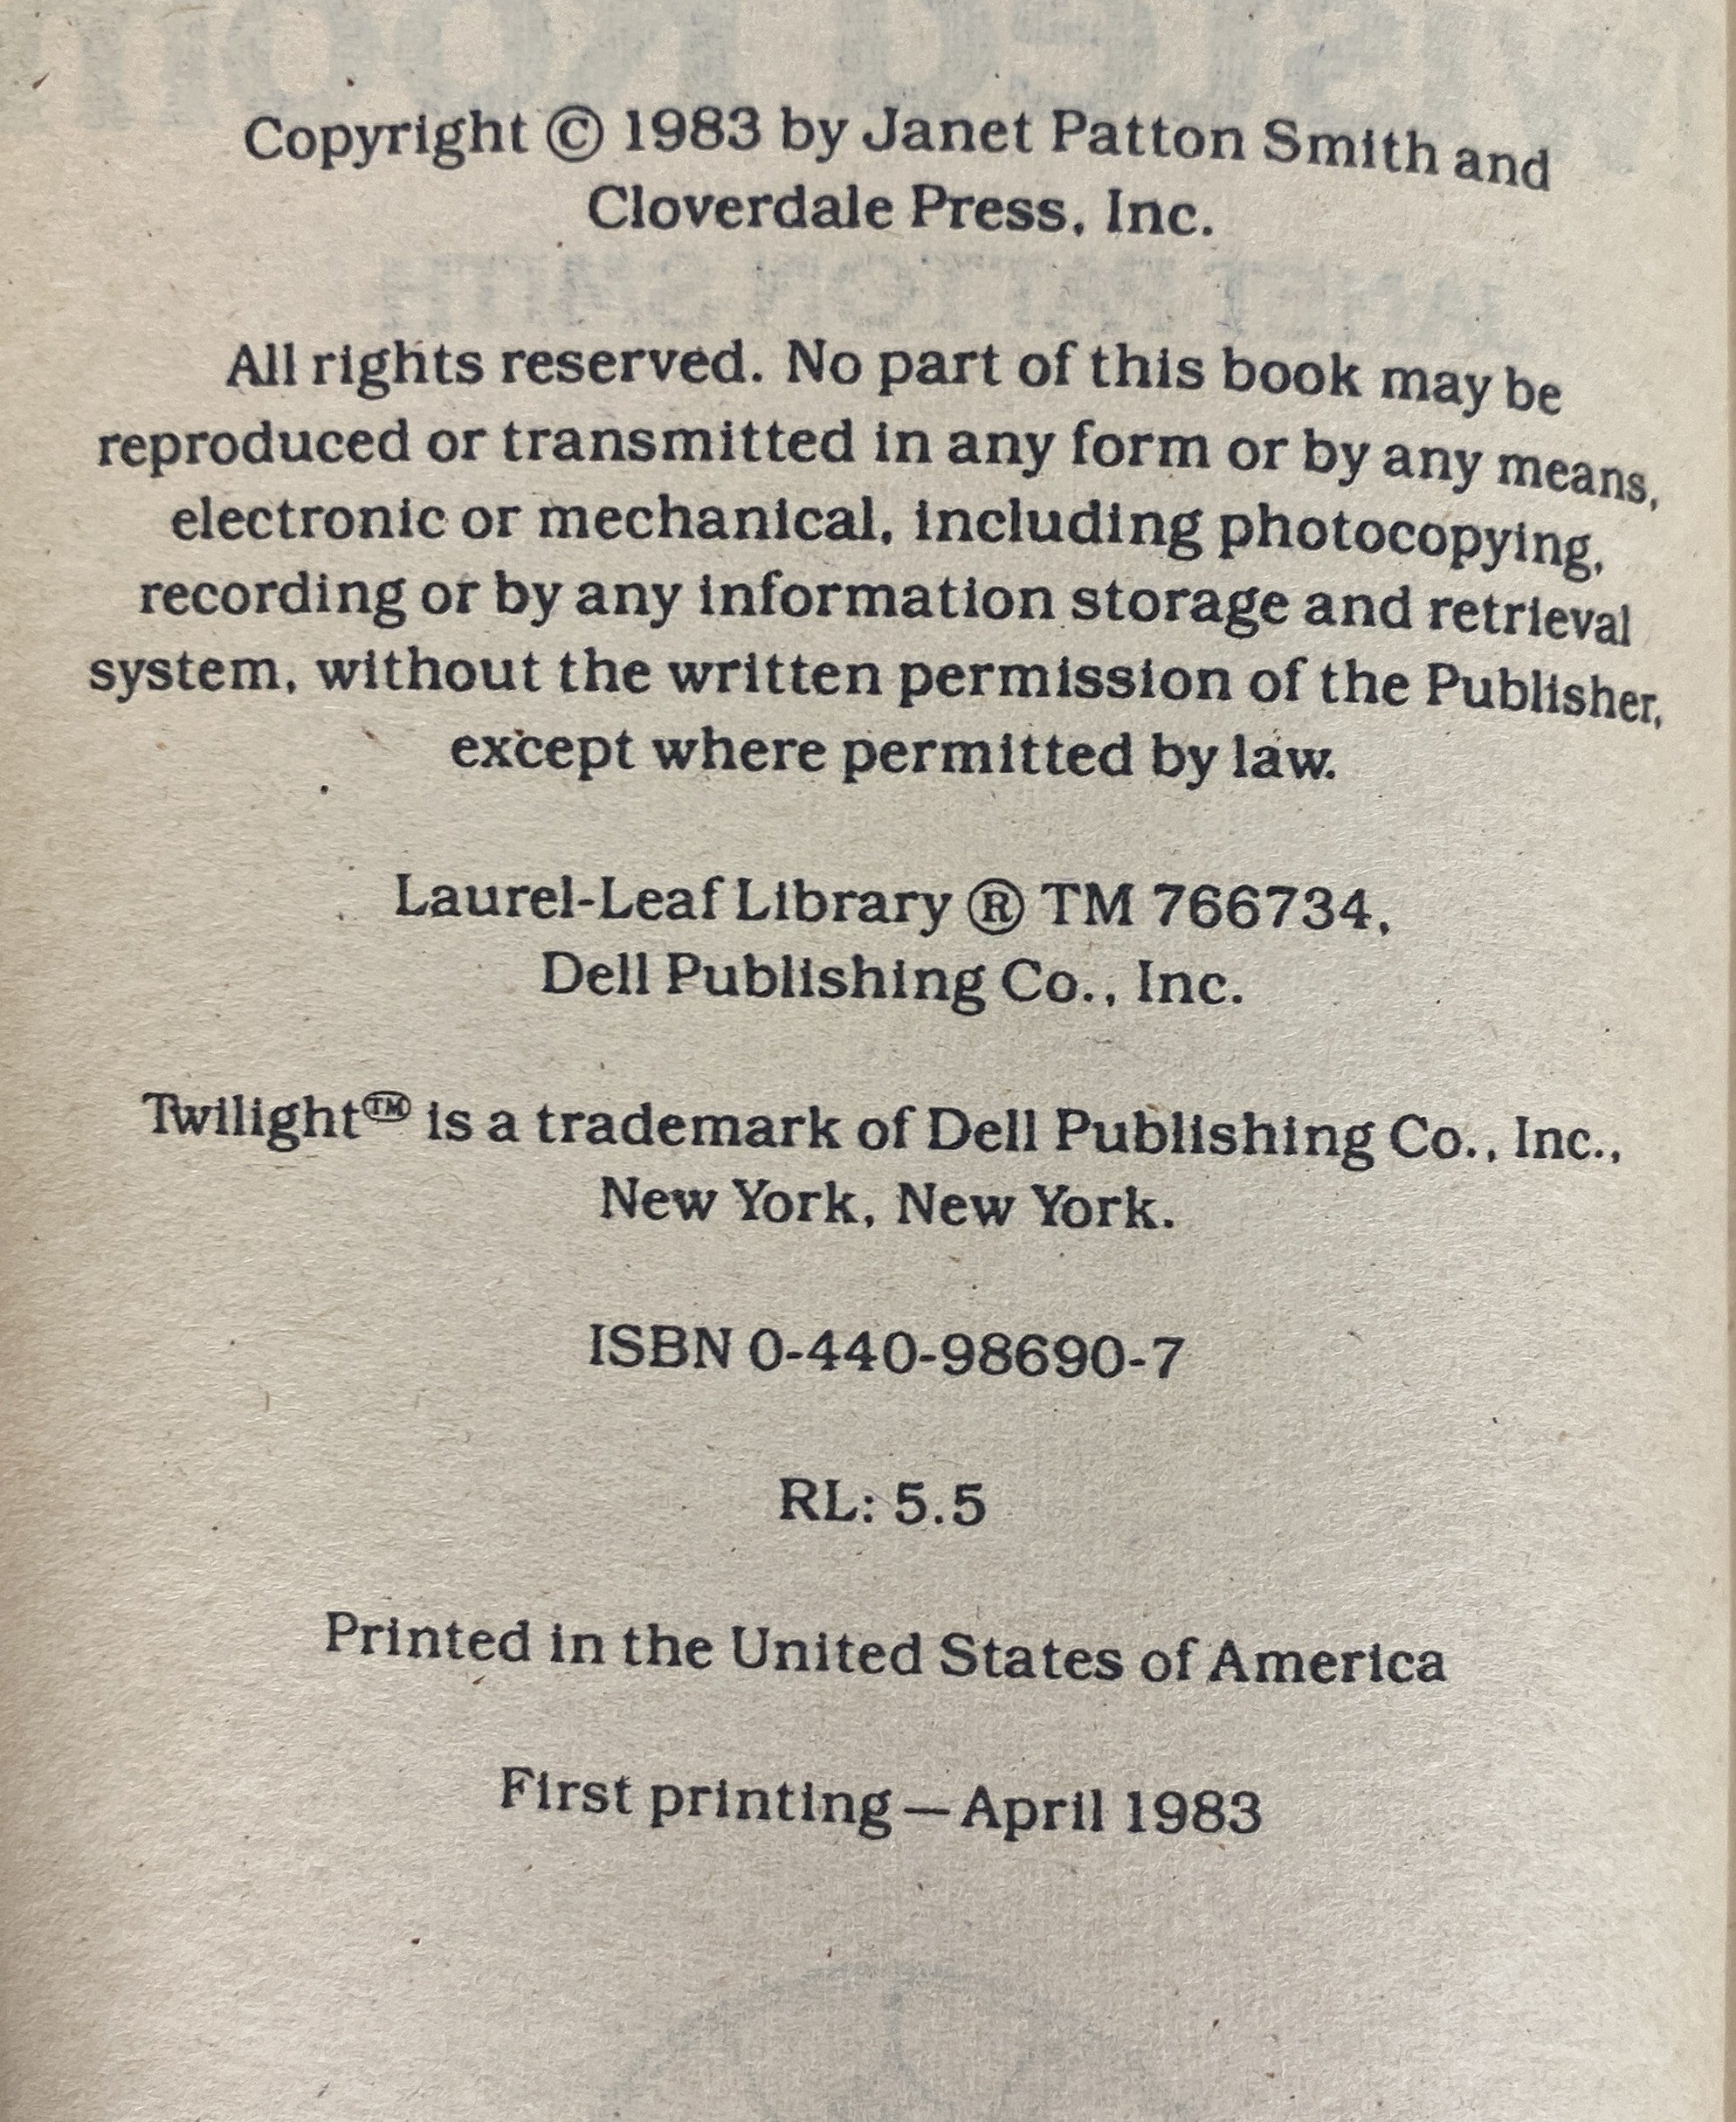 Copyright © 1983 by Janet Patton Smith and
Cloverdale Press, Inc.
All rights reserved. No part of this book may be
reproduced or transmitted in any form or by any means,
electronic or mechanical, including photocopying,
recording or by any information storage and retrieval
system, without the written permission of the Publisher,
except where permitted by law.
Laurel-Leaf Library ® TM 766734,
Dell Publishing Co., Inc.
Twilight™ is a trademark of Dell Publishing Co., Inc.,
New York, New York.
ISBN 0-440-98690-7
RL: 5.5
Printed in the United States of America
First printing—April 1983